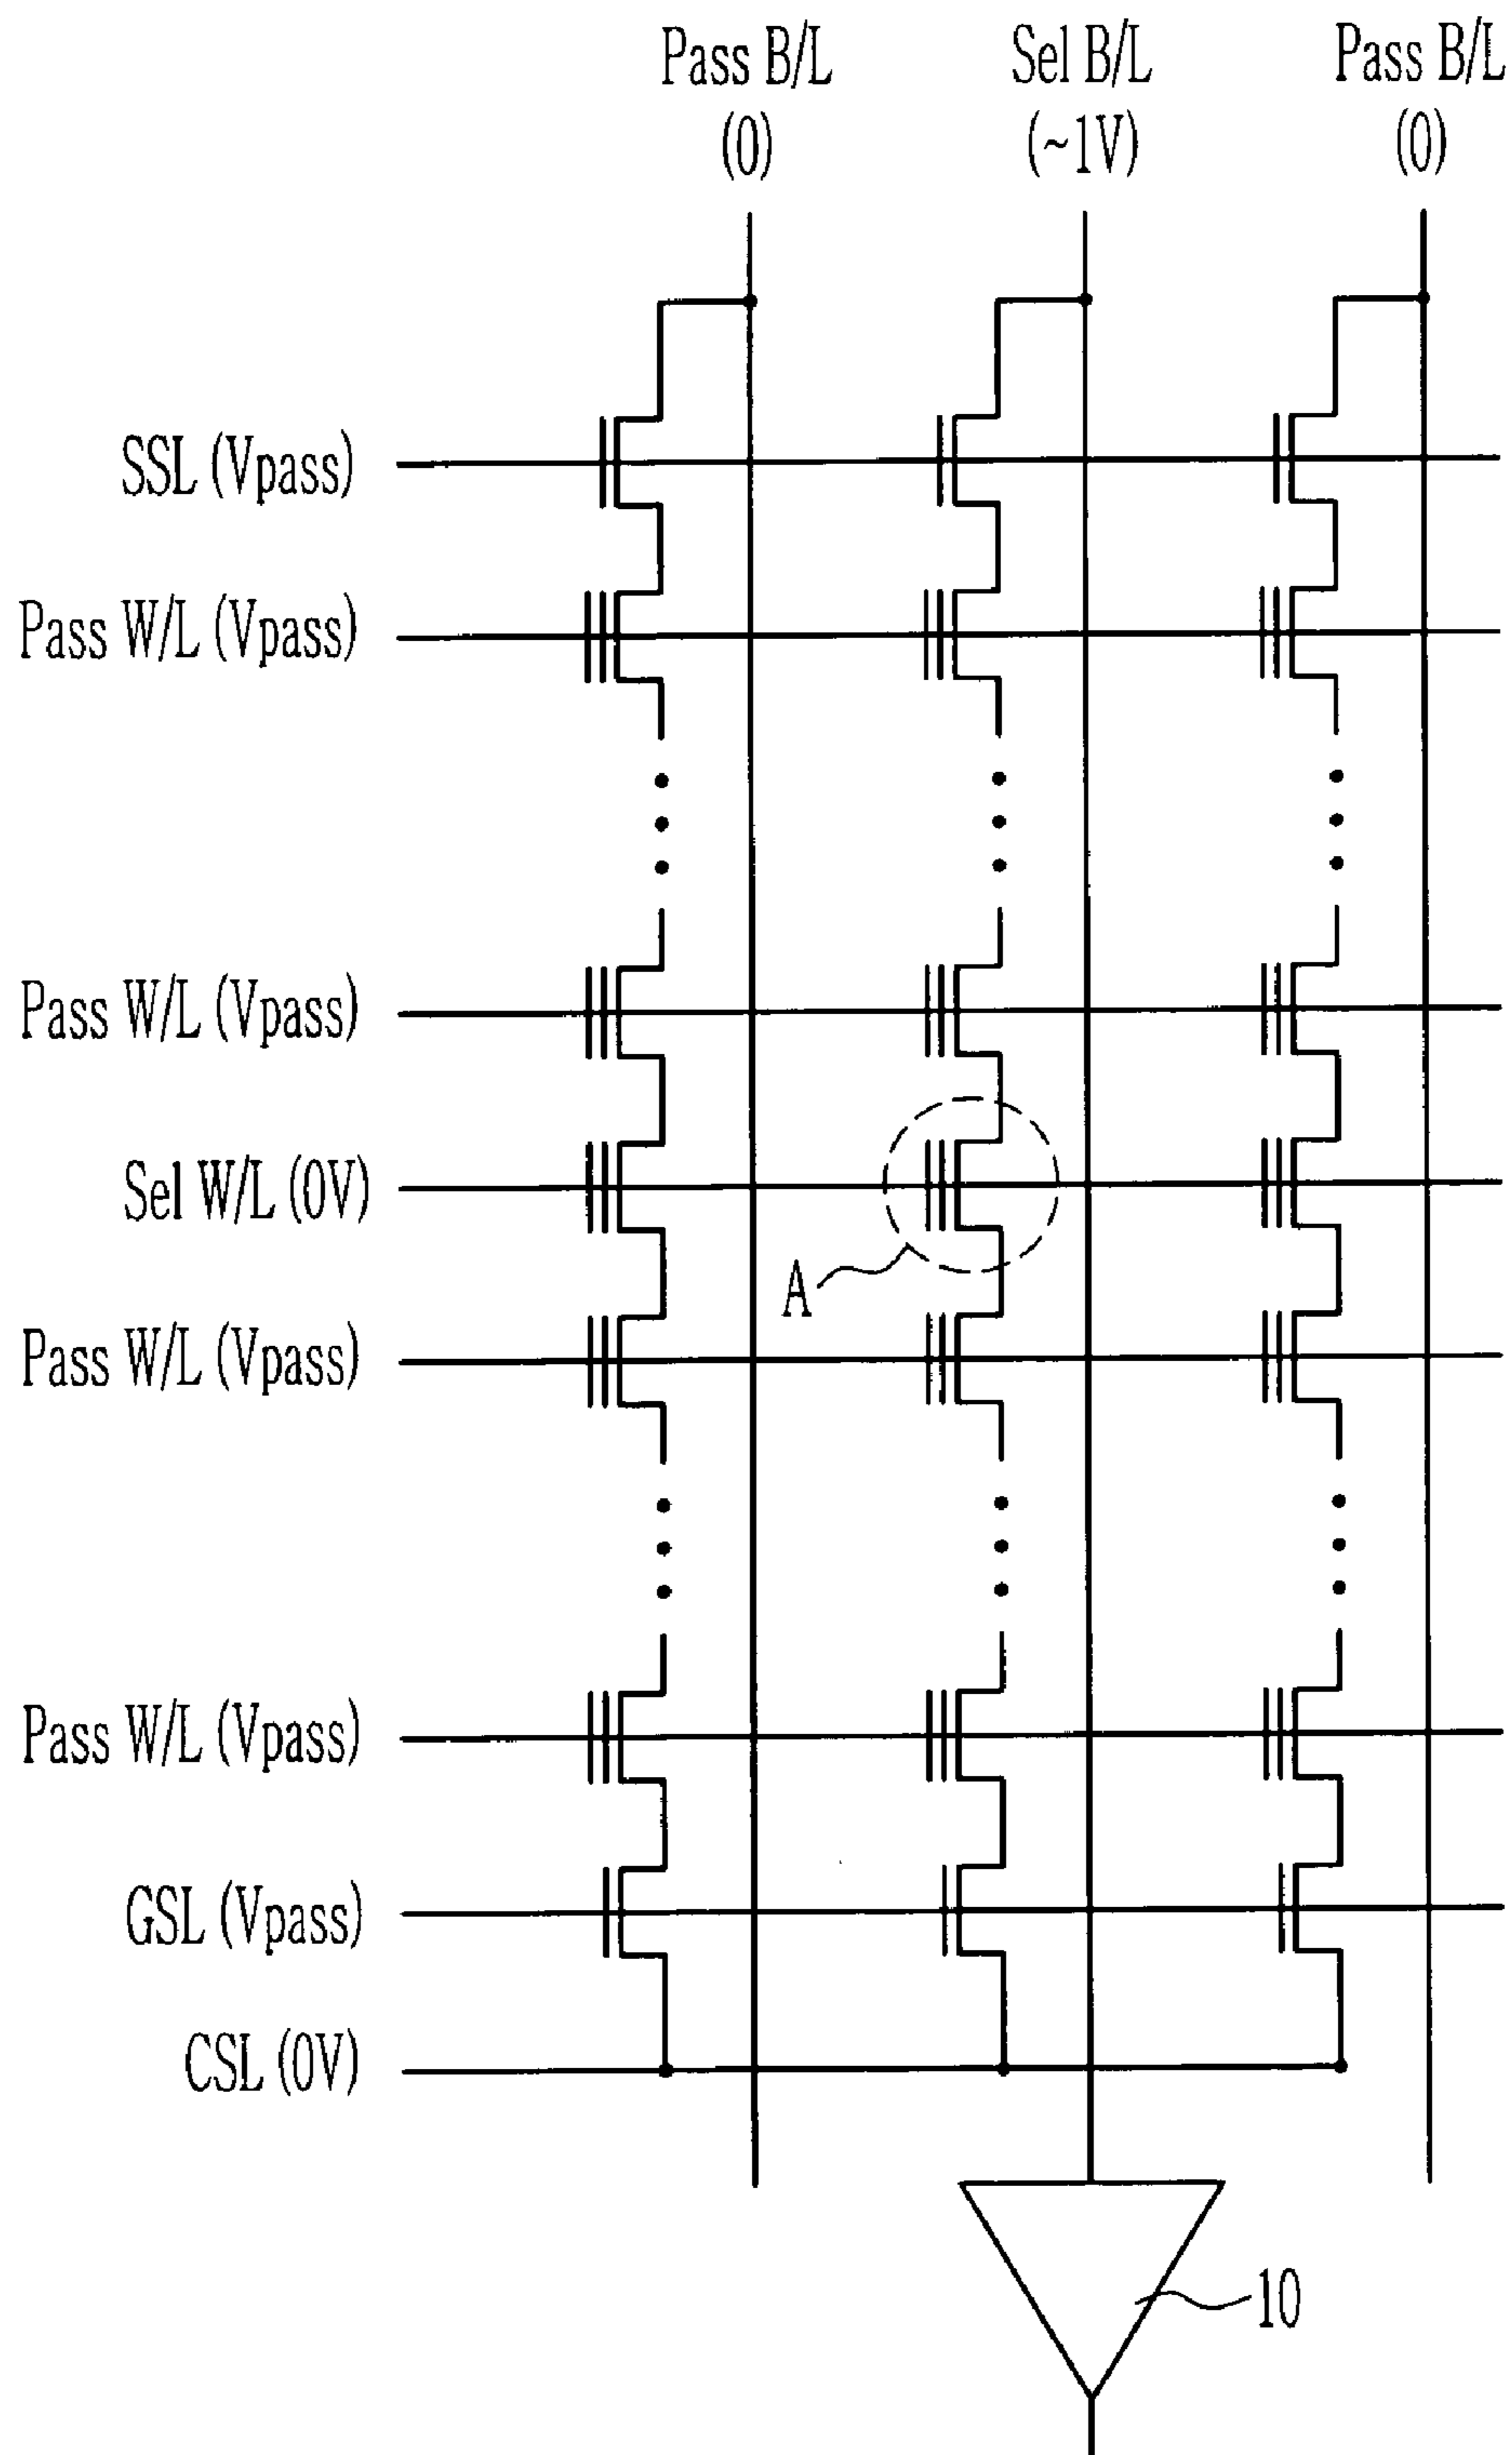 Pass B/L
(0)
Sel B/L
(~1V)
Pass B/L
(0)
SSL (Vpass)
Pass W/L (Vpass)
Pass W/L (Vpass)
Sel W/L (0V)
A
Pass W/L (Vpass)
Pass W/L (Vpass)
GSL (Vpass)
CSL (0V)
10